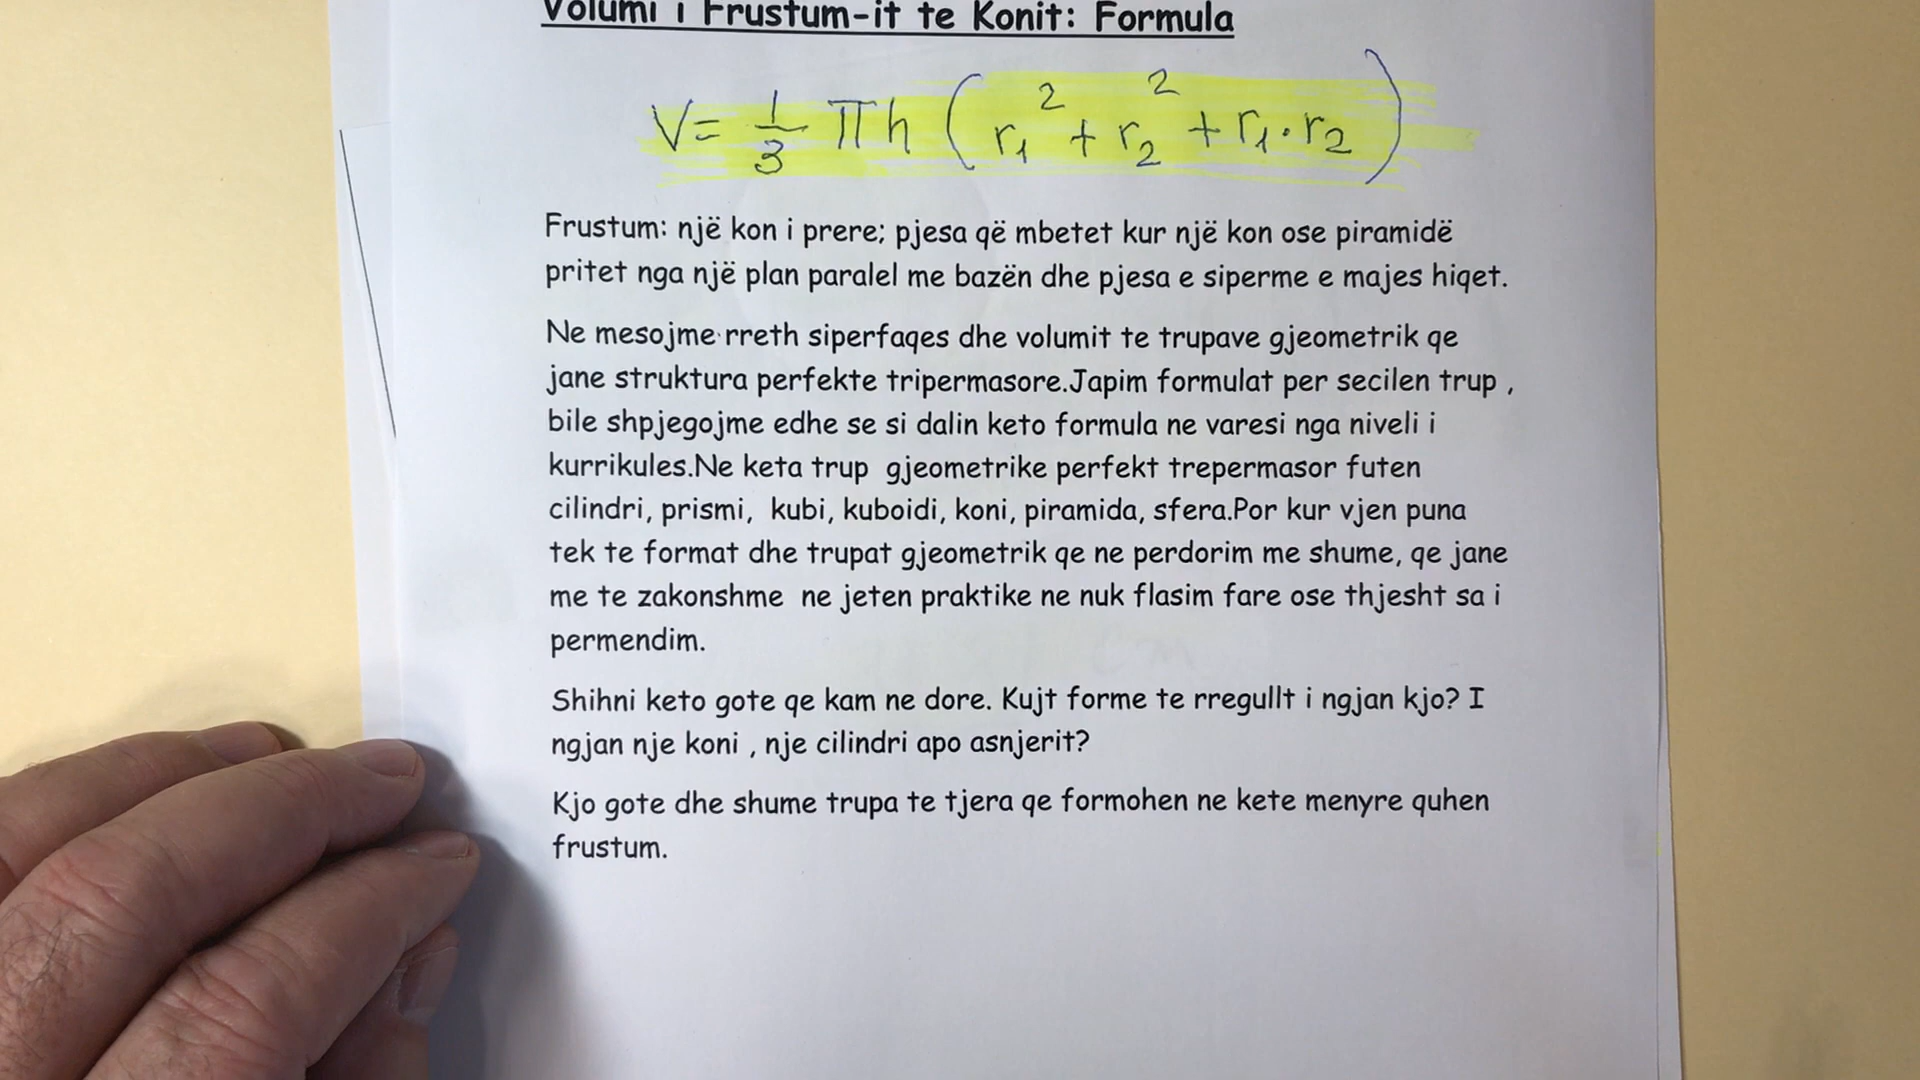 Volumi i Frustum-it te Konit: Formula
V= 1/3 π h (r₁² + r₂² + r₁·r₂)
Frustum: një kon i prere; pjesa që mbetet kur një kon ose piramidë
pritet nga një plan paralel me bazën dhe pjesa e siperme e majes hiqet.
Ne mesojme rreth siperfaqes dhe volumit te trupave gjeometrik qe
jane struktura perfekte tripermasore.Japim formulat per secilen trup ,
bile shpjegojme edhe se si dalin keto formula ne varesi nga niveli i
kurrikules.Ne keta trup gjeometrike perfekt trepermasor futen
cilindri, prismi, kubi, kuboidi, koni, piramida, sfera.Por kur vjen puna
tek te format dhe trupat gjeometrik qe ne perdorim me shume, qe jane
me te zakonshme ne jeten praktike ne nuk flasim fare ose thjesht sa i
permendim.
Shihni keto gote qe kam ne dore. Kujt forme te rregullt i ngjan kjo? I
ngjan nje koni , nje cilindri apo asnjerit?
Kjo gote dhe shume trupa te tjera qe formohen ne kete menyre quhen
frustum.